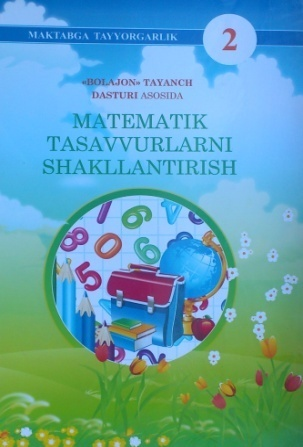 MAKTABGA TAYYORGARLIK
2
«BOLAJON» TAYANCH
DASTURI ASOSIDA
MATEMATIK
TASAVVURLARNI
SHAKLLANTIRISH